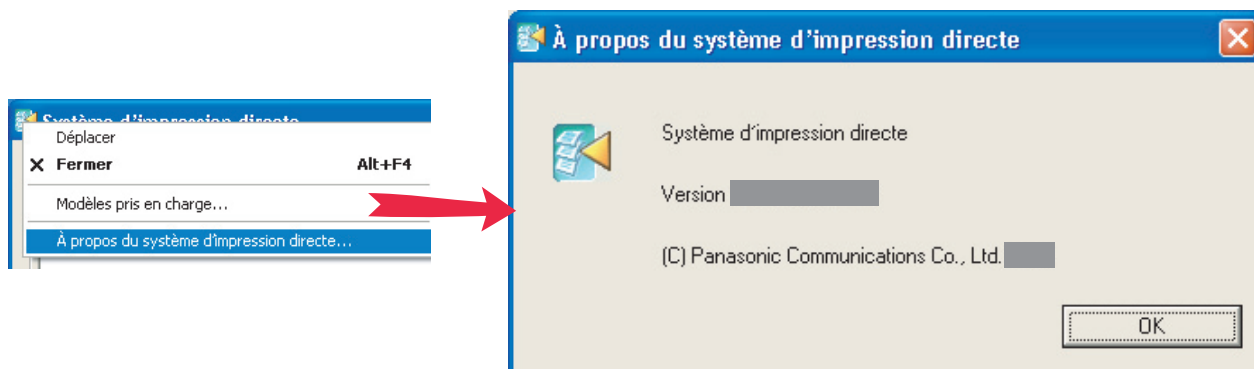 Système d'impression directe
Déplacer
Fermer Alt+F4
Modèles pris en charge...
À propos du système d'impression directe...
À propos du système d'impression directe
Système d'impression directe
Version
(C) Panasonic Communications Co., Ltd.
OK